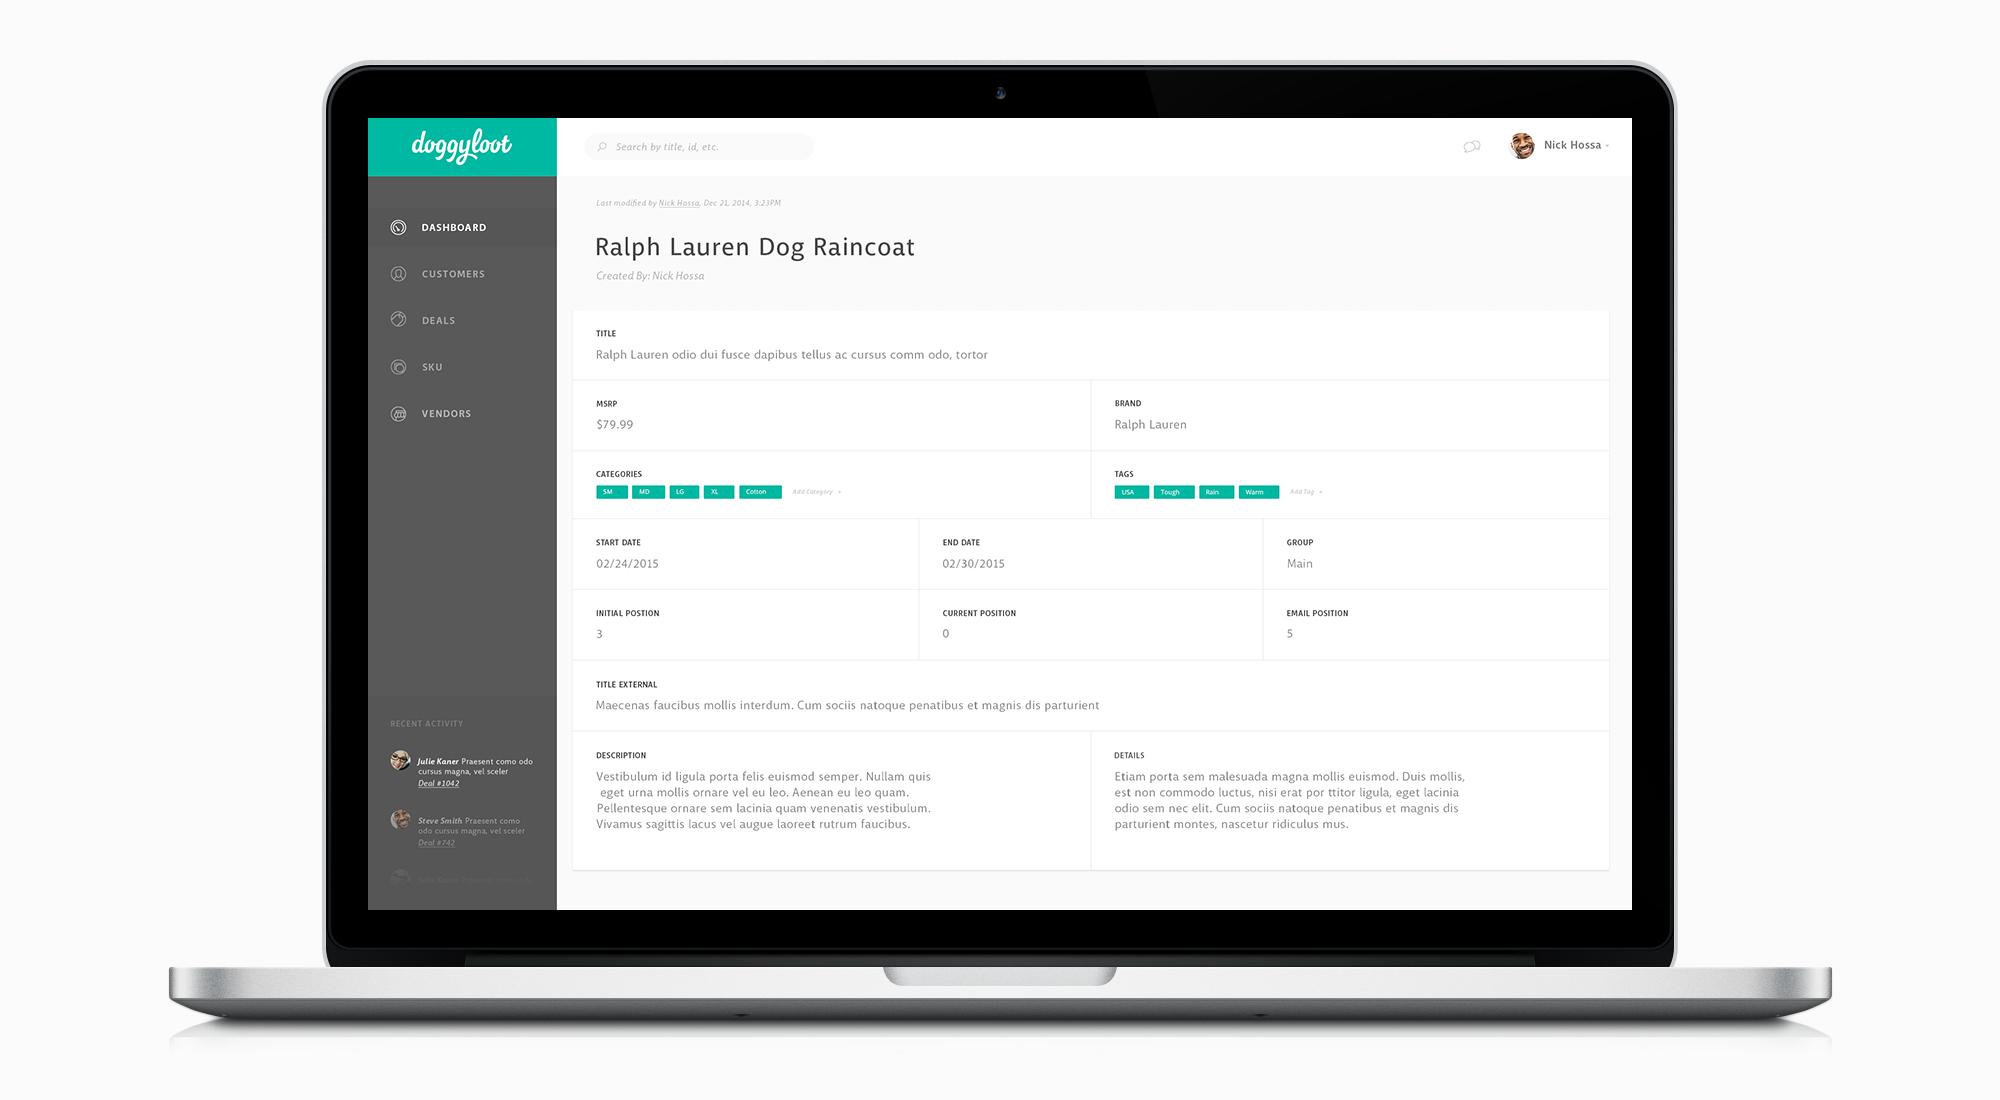 doggyloot
Search by title, id, etc.
Nick Hossa
DASHBOARD
CUSTOMERS
DEALS
SKU
VENDORS
RECENT ACTIVITY
Julie Kaner Praesent como odo
cursus magna, vel sceler
Deal #1042
Steve Smith Praesent como
odo cursus magna, vel sceler
Deal #742
Julie Kaner Praesent como odo
Last modified by Nick Hossa, Dec 21, 2014, 3:23PM
Ralph Lauren Dog Raincoat
Created By: Nick Hossa
TITLE
Ralph Lauren odio dui fusce dapibus tellus ac cursus comm odo, tortor
MSRP
$79.99
BRAND
Ralph Lauren
CATEGORIES
SM MD LG XL Cotton Add Category +
TAGS
USA Tough Rain Warm Add Tag +
START DATE
02/24/2015
END DATE
02/30/2015
GROUP
Main
INITIAL POSTION
3
CURRENT POSITION
0
EMAIL POSITION
5
TITLE EXTERNAL
Maecenas faucibus mollis interdum. Cum sociis natoque penatibus et magnis dis parturient
DESCRIPTION
Vestibulum id ligula porta felis euismod semper. Nullam quis
eget urna mollis ornare vel eu leo. Aenean eu leo quam.
Pellentesque ornare sem lacinia quam venenatis vestibulum.
Vivamus sagittis lacus vel augue laoreet rutrum faucibus.
DETAILS
Etiam porta sem malesuada magna mollis euismod. Duis mollis,
est non commodo luctus, nisi erat por ttitor ligula, eget lacinia
odio sem nec elit. Cum sociis natoque penatibus et magnis dis
parturient montes, nascetur ridiculus mus.